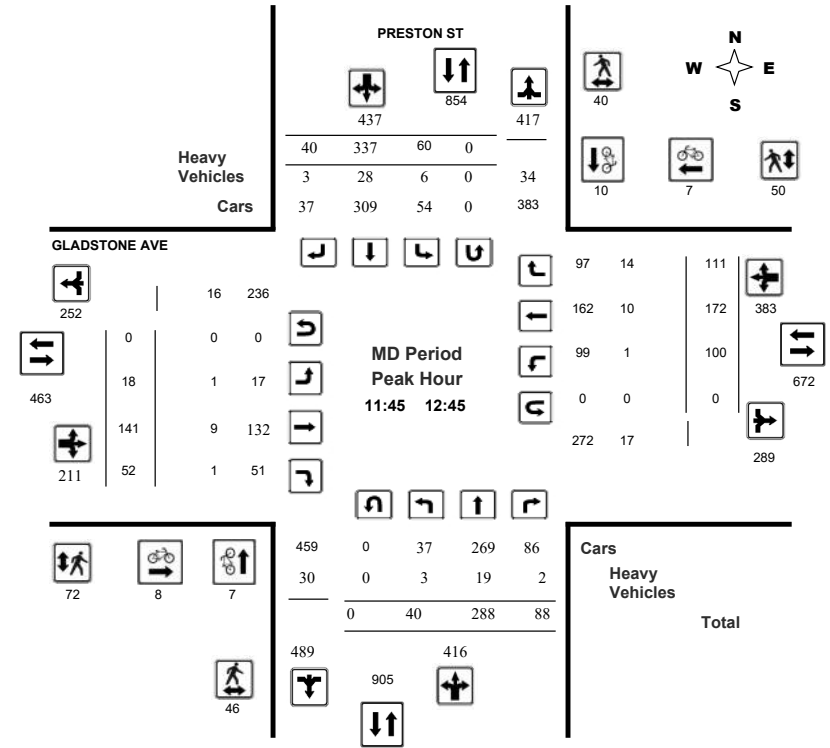 PRESTON ST
N
W E
S
854
40
437 417
40 337 60 0
Heavy
Vehicles
3 28 6 0 34
10 7 50
Cars
37 309 54 0 383
GLADSTONE AVE
252
16 236
97 14 111
383
0 0 0
162 10 172
463
18 1 17
MD Period
Peak Hour
11:45 12:45
99 1 100
672
141 9 132
0 0 0
211
52 1 51
272 17
289
459 0 37 269 86 Cars
30 0 3 19 2 Heavy
Vehicles
72 8 7
0 40 288 88 Total
489 416
905
46